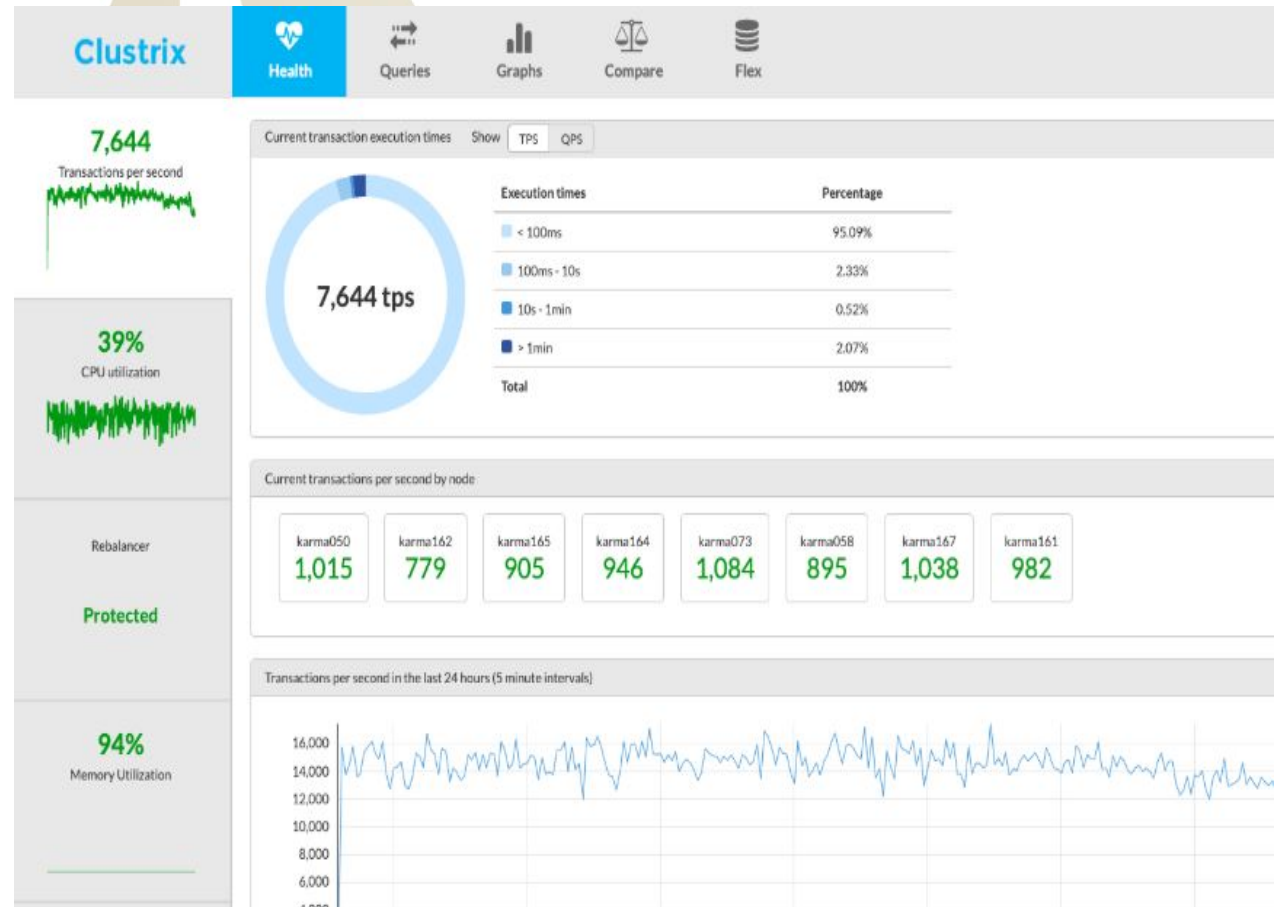 Clustrix
Health
Queries
Graphs
Compare
Flex
7,644
Transactions per second
39%
CPU utilization
Rebalancer
Protected
94%
Memory Utilization
Current transaction execution times Show TPS QPS
7,644 tps
Execution times Percentage
< 100ms 95.09%
100ms - 10s 2.33%
10s - 1min 0.52%
> 1min 2.07%
Total 100%
Current transactions per second by node
karma050 karma162 karma165 karma164 karma073 karma058 karma167 karma161
1,015 779 905 946 1,084 895 1,038 982
Transactions per second in the last 24 hours (5 minute intervals)
16,000
14,000
12,000
10,000
8,000
6,000